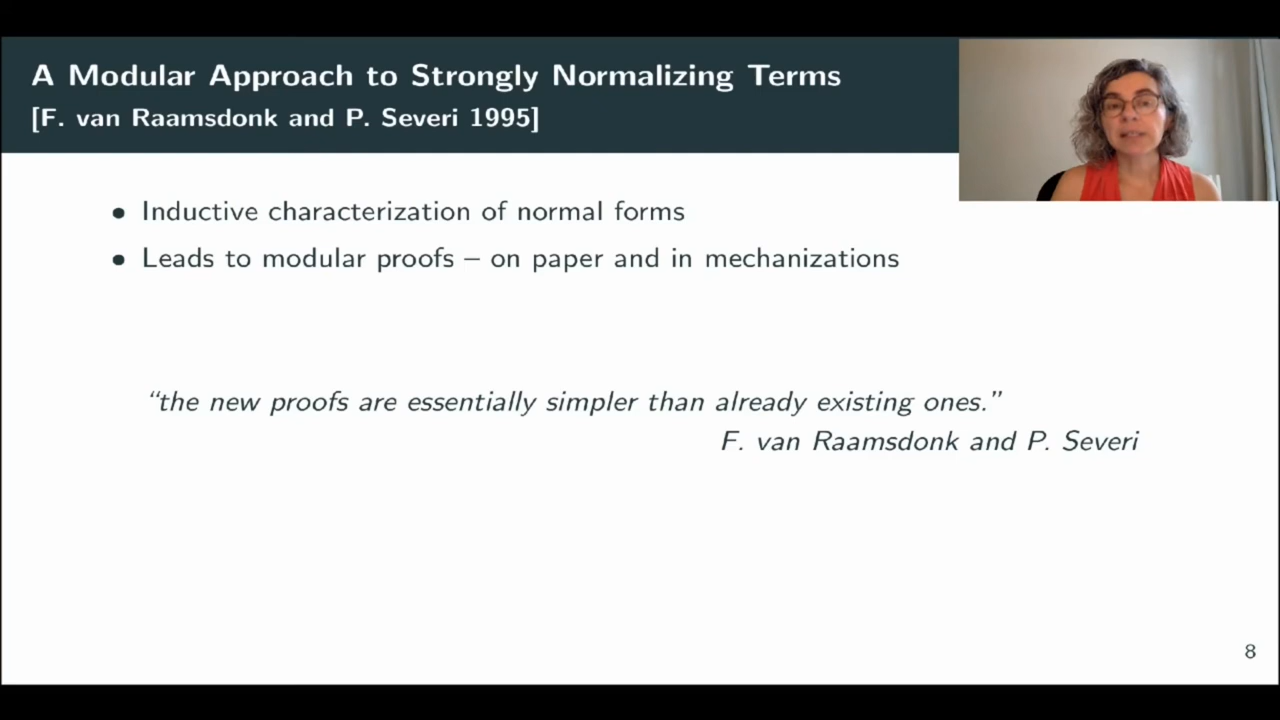 A Modular Approach to Strongly Normalizing Terms
[F. van Raamsdonk and P. Severi 1995]
• Inductive characterization of normal forms
• Leads to modular proofs – on paper and in mechanizations
“the new proofs are essentially simpler than already existing ones.”
F. van Raamsdonk and P. Severi
8